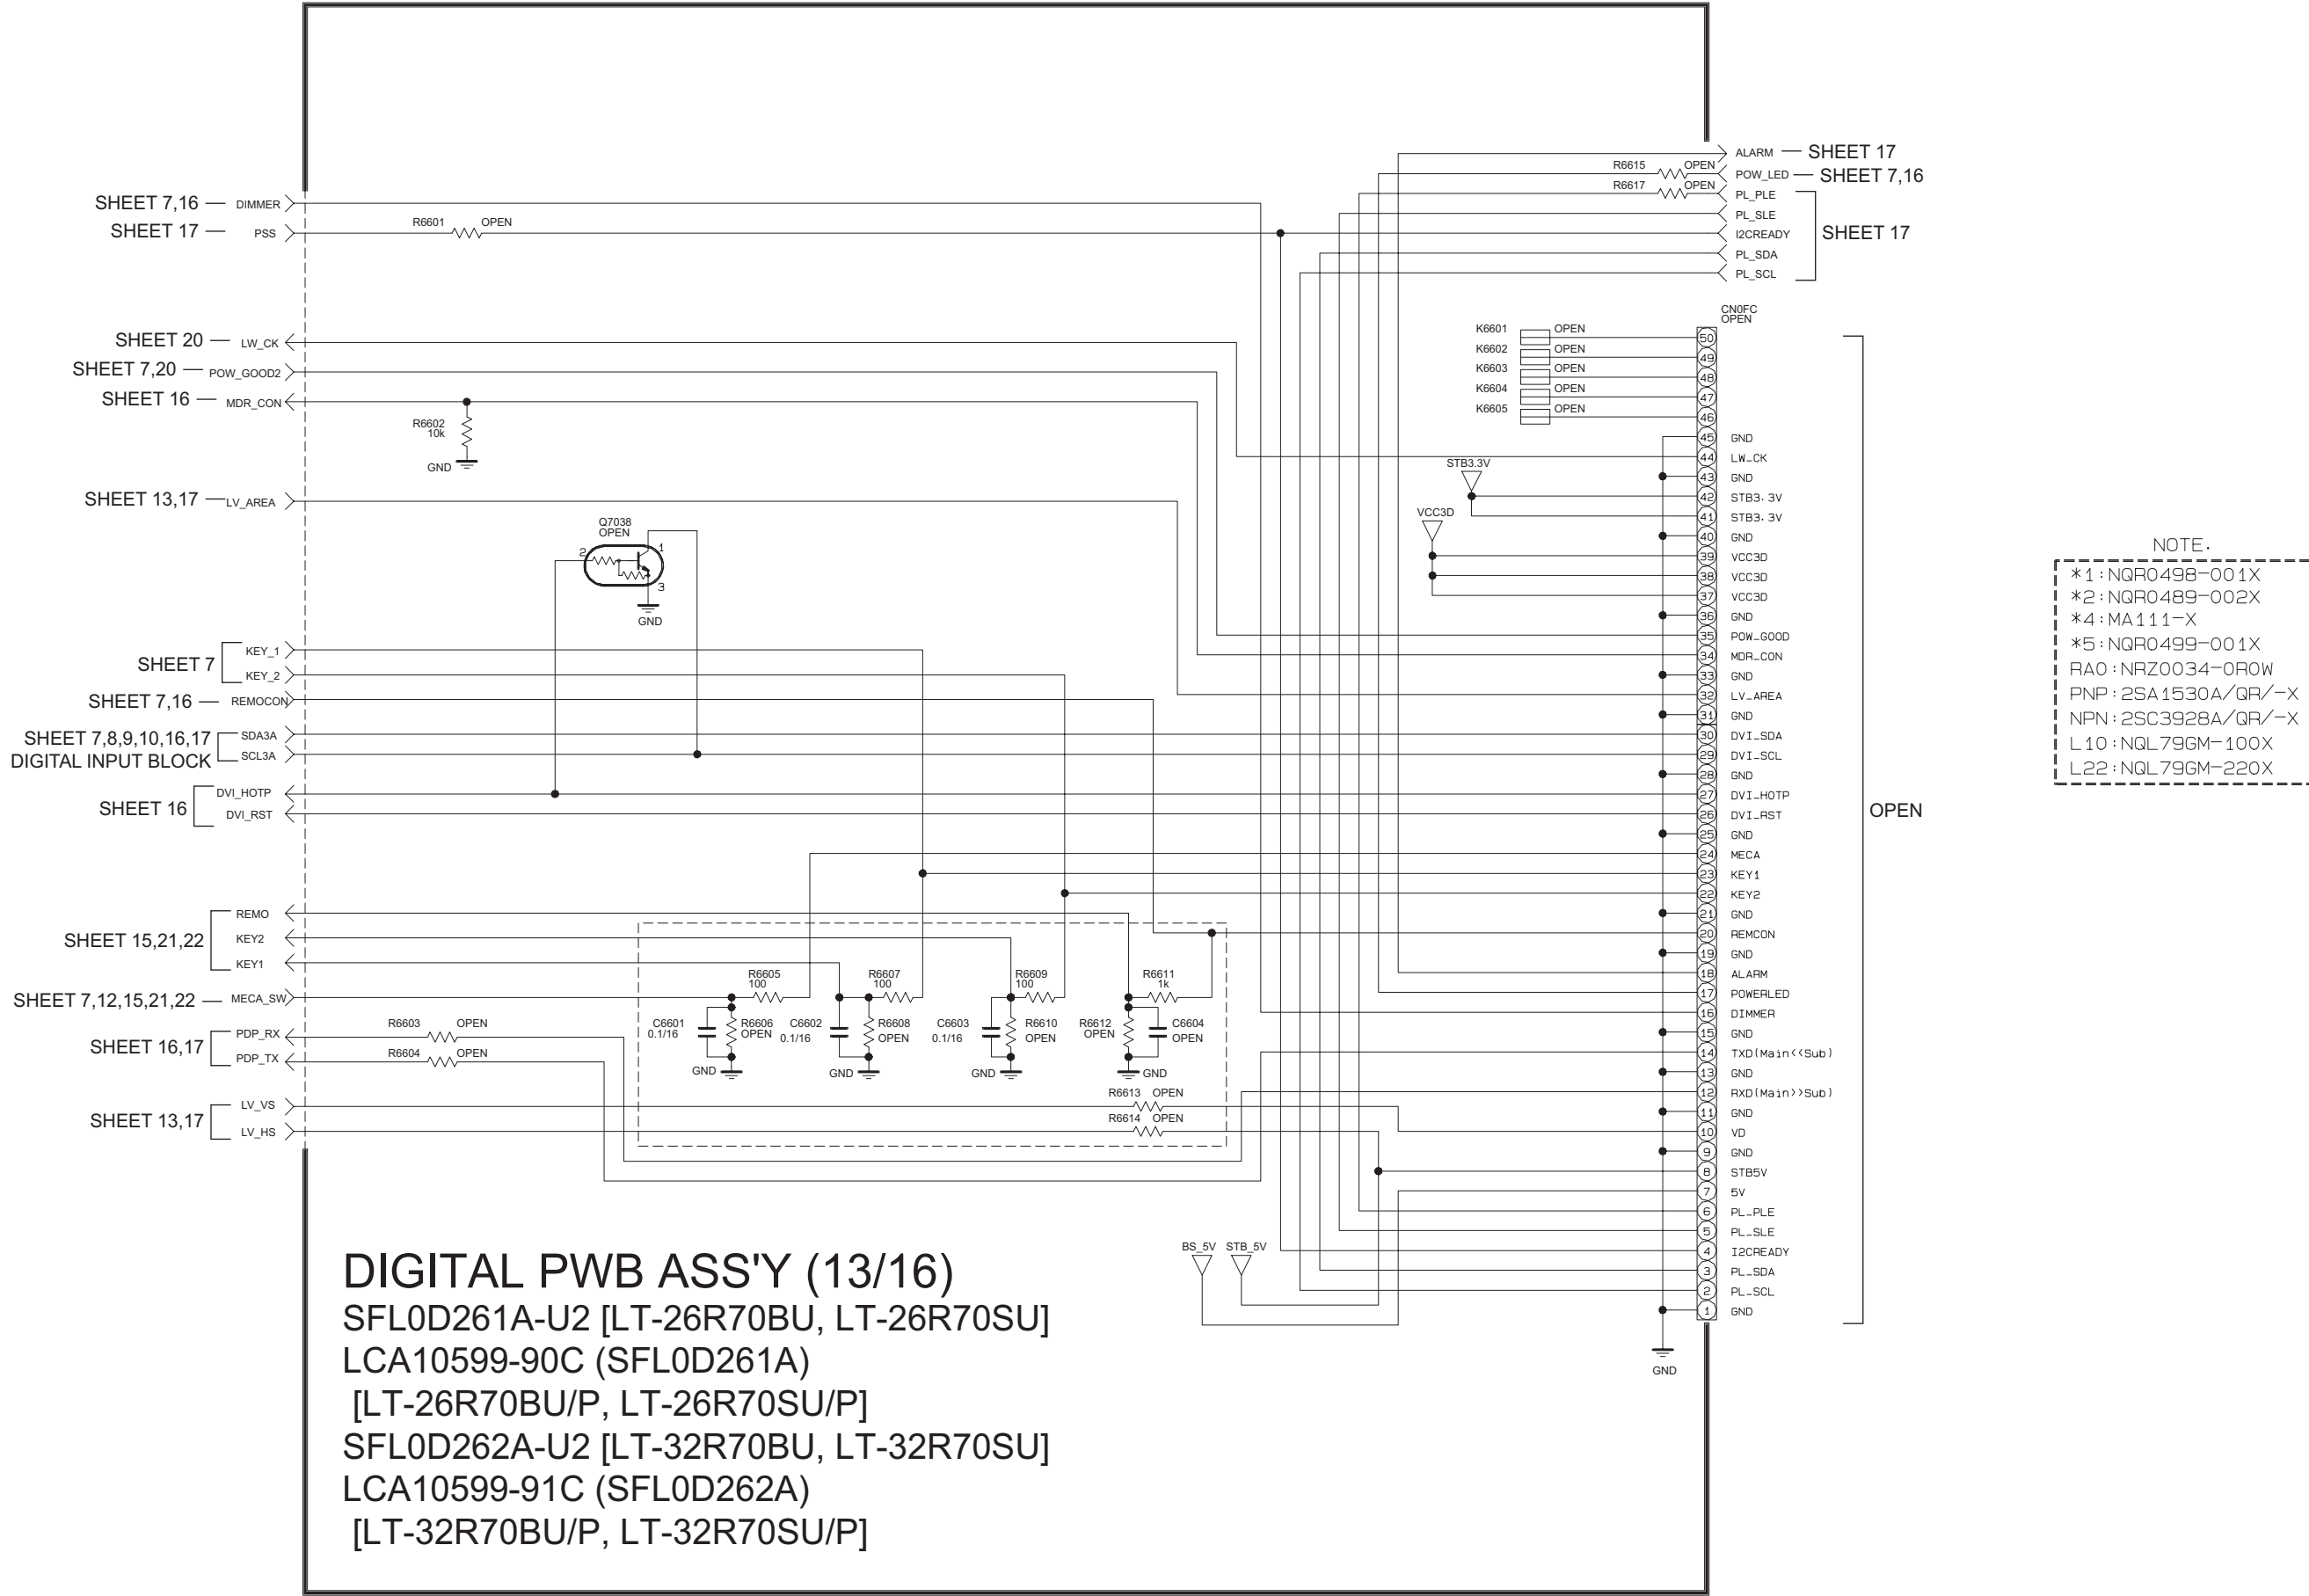 ALARM — SHEET 17
R6615 OPEN
POW_LED — SHEET 7,16
R6617 OPEN
PL_PLE
PL_SLE
I2CREADY
PL_SDA
PL_SCL
SHEET 17
SHEET 7,16 — DIMMER
SHEET 17 — PSS
R6601 OPEN
SHEET 20 — LW_CK
SHEET 7,20 — POW_GOOD2
SHEET 16 — MDR_CON
R6602
10k
GND
SHEET 13,17 — LV_AREA
Q7038
OPEN
2
1
3
GND
SHEET 7
KEY_1
KEY_2
SHEET 7,16 — REMOCON
SHEET 7,8,9,10,16,17
DIGITAL INPUT BLOCK
SDA3A
SCL3A
SHEET 16
DVI_HOTP
DVI_RST
SHEET 15,21,22
REMO
KEY2
KEY1
SHEET 7,12,15,21,22 — MECA_SW
SHEET 16,17
PDP_RX
PDP_TX
R6603 OPEN
R6604 OPEN
SHEET 13,17
LV_VS
LV_HS
R6605
100
R6607
100
R6609
100
R6611
1k
C6601
0.1/16
R6606
OPEN
C6602
0.1/16
R6608
OPEN
C6603
0.1/16
R6610
OPEN
R6612
OPEN
C6604
OPEN
GND
GND
GND
GND
R6613 OPEN
R6614 OPEN
BS_5V STB_5V
STB3.3V
VCC3D
K6601 OPEN
K6602 OPEN
K6603 OPEN
K6604 OPEN
K6605 OPEN
CN0FC
OPEN
50
49
48
47
46
45 GND
44 LW_CK
43 GND
42 STB3.3V
41 STB3.3V
40 GND
39 VCC3D
38 VCC3D
37 VCC3D
36 GND
35 POW_GOOD
34 MDR_CON
33 GND
32 LV_AREA
31 GND
30 DVI_SDA
29 DVI_SCL
28 GND
27 DVI_HOTP
26 DVI_RST
25 GND
24 MECA
23 KEY1
22 KEY2
21 GND
20 REMCON
19 GND
18 ALARM
17 POWERLED
16 DIMMER
15 GND
14 TXD(Main<<Sub)
13 GND
12 RXD(Main>>Sub)
11 GND
10 VD
9 GND
8 STB5V
7 5V
6 PL_PLE
5 PL_SLE
4 I2CREADY
3 PL_SDA
2 PL_SCL
1 GND
GND
OPEN
NOTE.
*1:NQR0498-001X
*2:NQR0489-002X
*4:MA111-X
*5:NQR0499-001X
RA0:NRZ0034-0R0W
PNP:2SA1530A/QR/-X
NPN:2SC3928A/QR/-X
L10:NQL79GM-100X
L22:NQL79GM-220X
DIGITAL PWB ASS'Y (13/16)
SFL0D261A-U2 [LT-26R70BU, LT-26R70SU]
LCA10599-90C (SFL0D261A)
[LT-26R70BU/P, LT-26R70SU/P]
SFL0D262A-U2 [LT-32R70BU, LT-32R70SU]
LCA10599-91C (SFL0D262A)
[LT-32R70BU/P, LT-32R70SU/P]